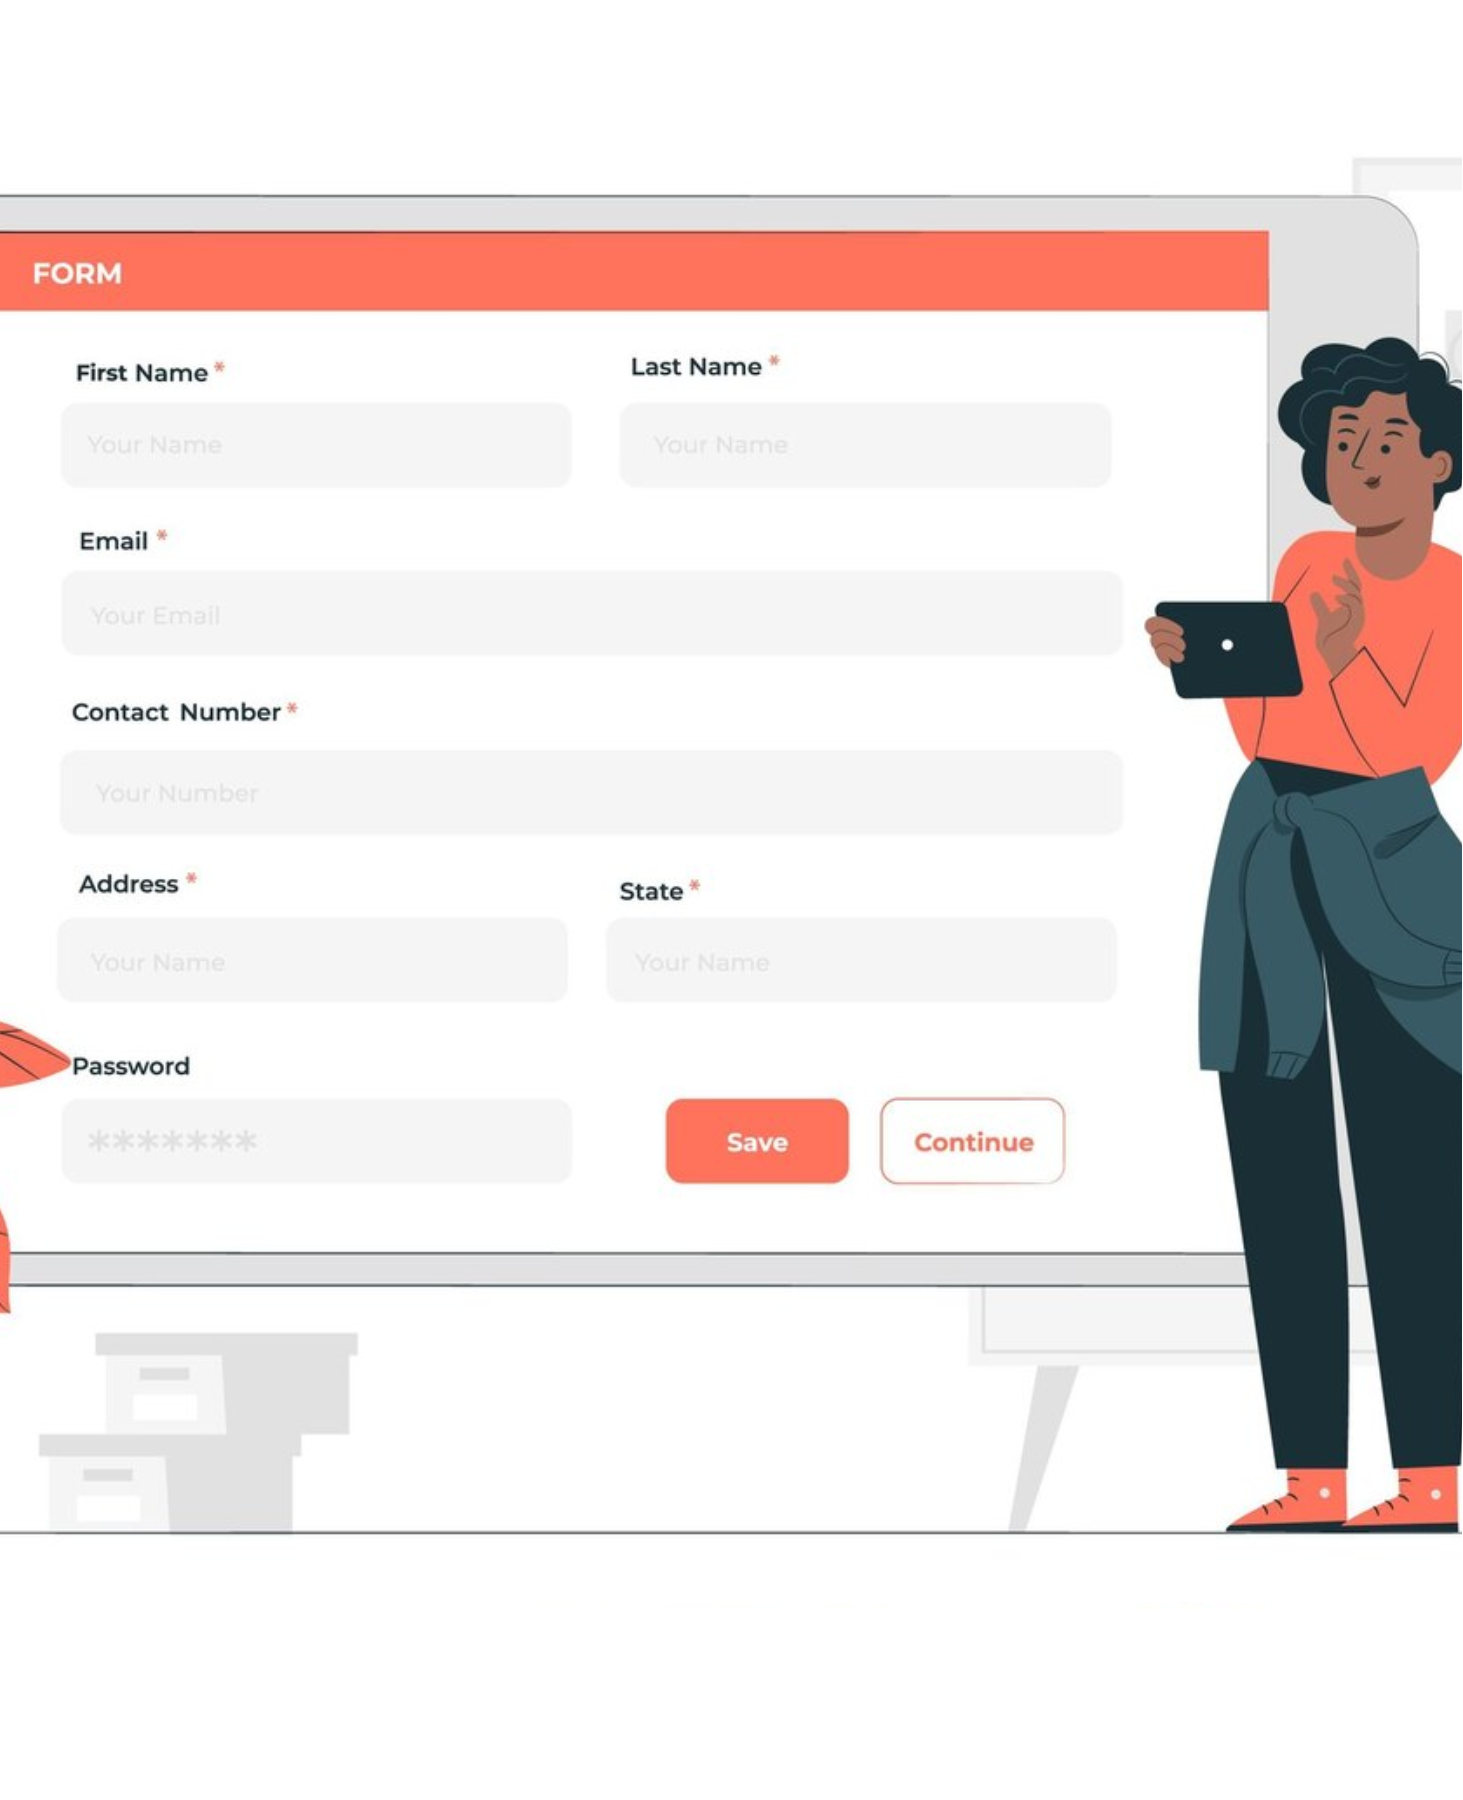 FORM
First Name * Last Name *
Your Name Your Name
Email *
Your Email
Contact Number *
Your Number
Address * State *
Your Name Your Name
Password
*******
Save Continue